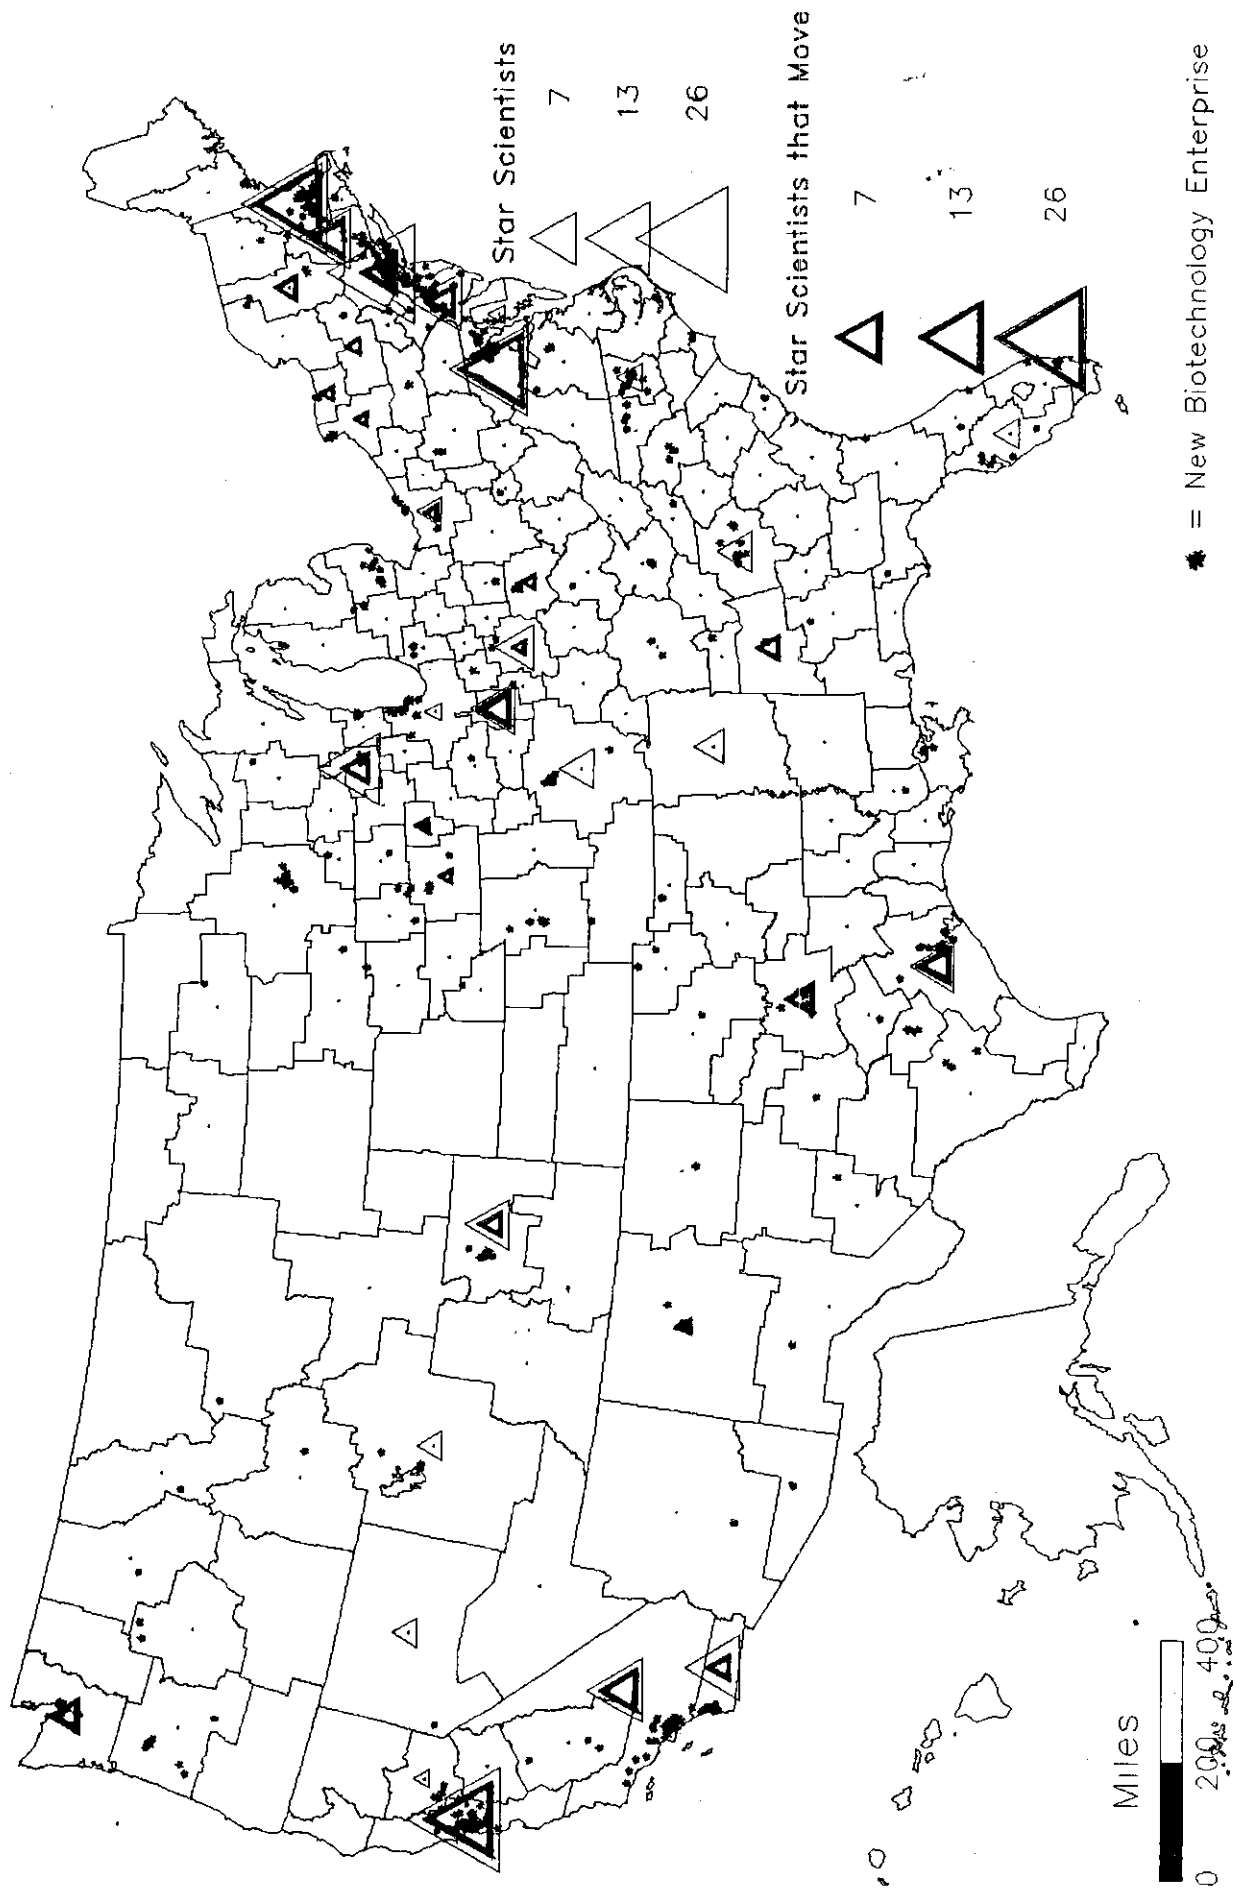 Star Scientists
7
13
26
Star Scientists that Move
7
13
26
* = New Biotechnology Enterprise
Miles
0 200 400